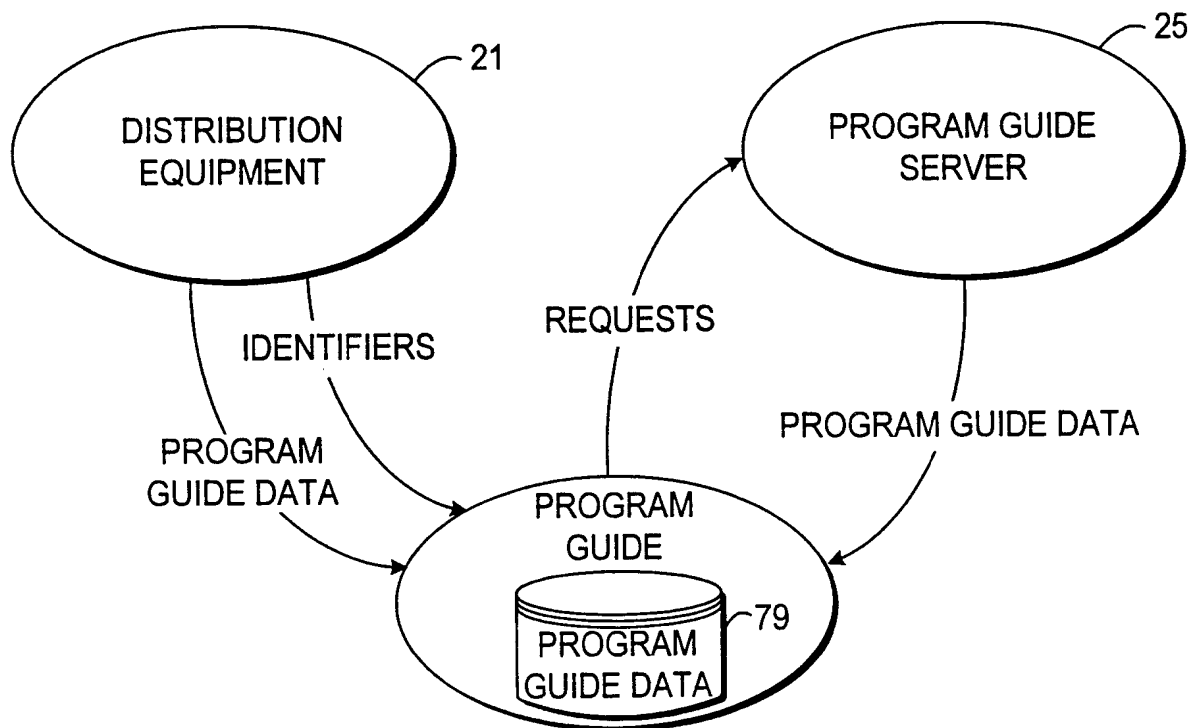 21
DISTRIBUTION
EQUIPMENT
25
PROGRAM GUIDE
SERVER
IDENTIFIERS
REQUESTS
PROGRAM
GUIDE DATA
PROGRAM GUIDE DATA
PROGRAM
GUIDE
79
PROGRAM
GUIDE DATA